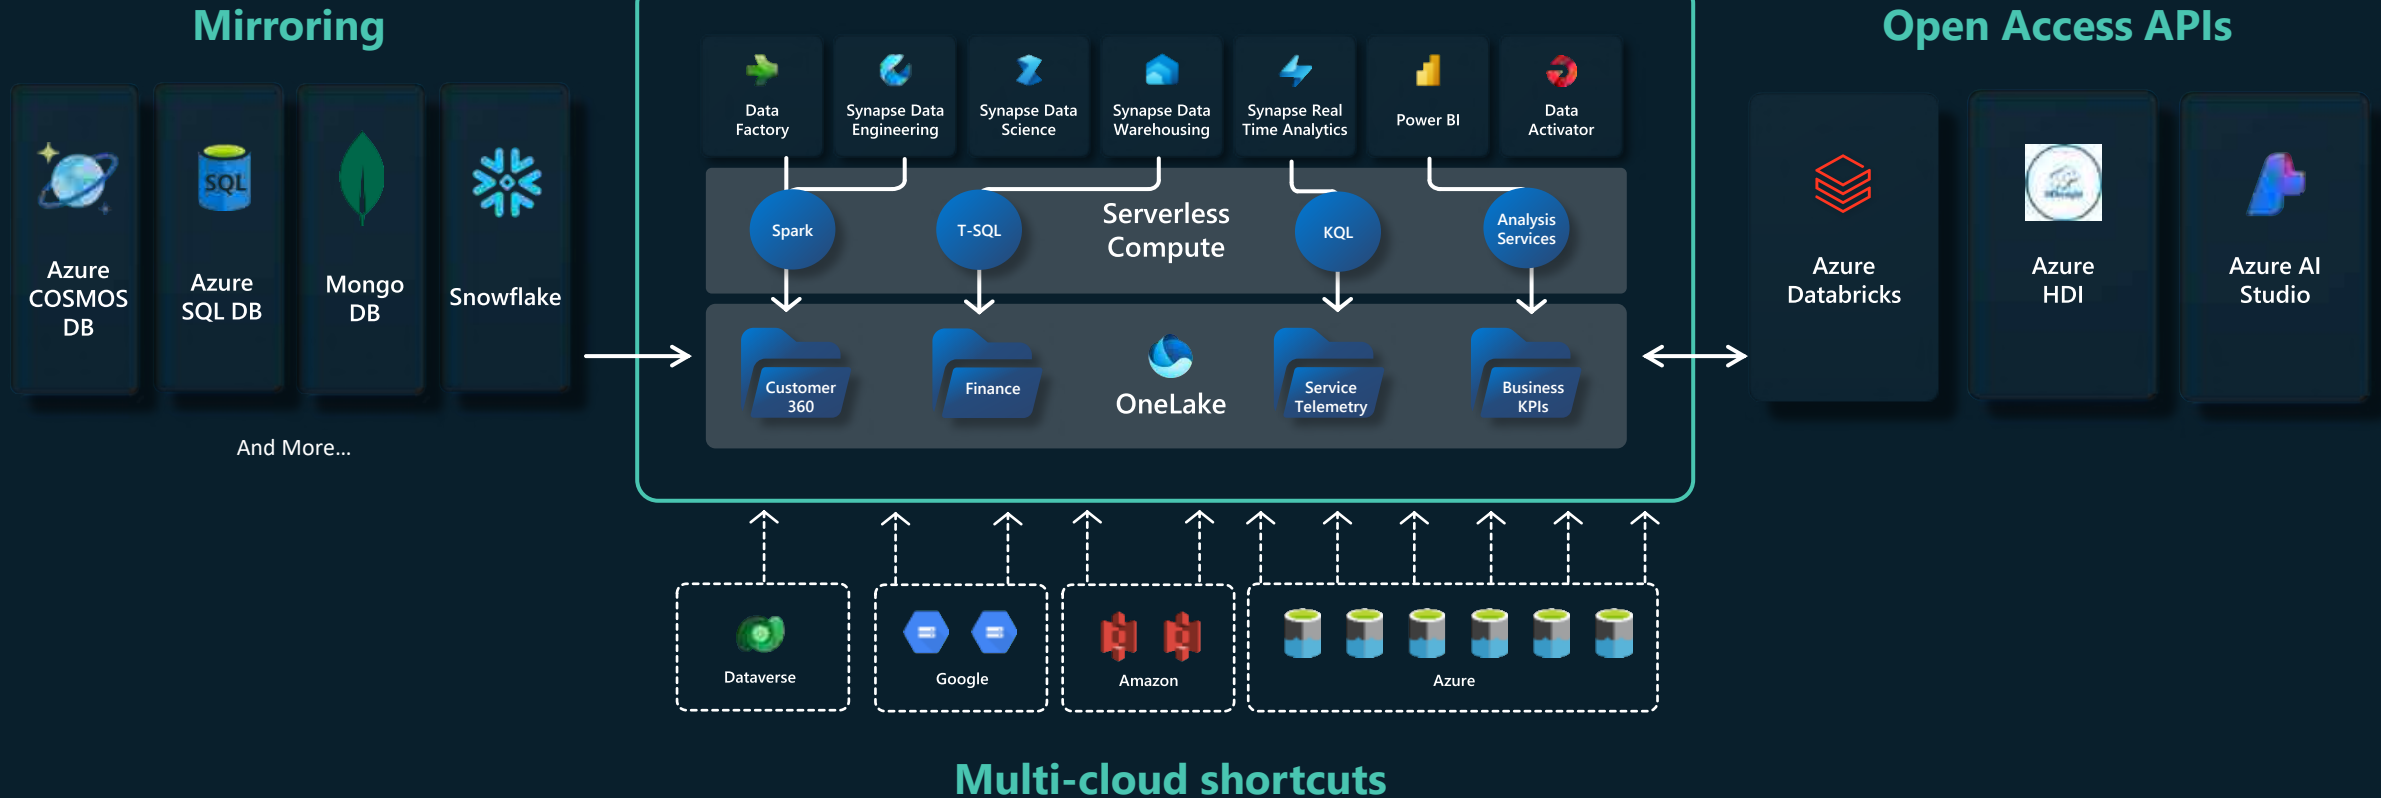 Mirroring
Open Access APIs
Data
Factory
Synapse Data
Engineering
Synapse Data
Science
Synapse Data
Warehousing
Synapse Real
Time Analytics
Power BI
Data
Activator
SQL
Azure
COSMOS
DB
Azure
SQL DB
Mongo
DB
Snowflake
And More...
Spark
T-SQL
Serverless
Compute
KQL
Analysis
Services
Customer
360
Finance
OneLake
Service
Telemetry
Business
KPIs
Azure
Databricks
Azure
HDI
Azure AI
Studio
Dataverse
Google
Amazon
Azure
Multi-cloud shortcuts